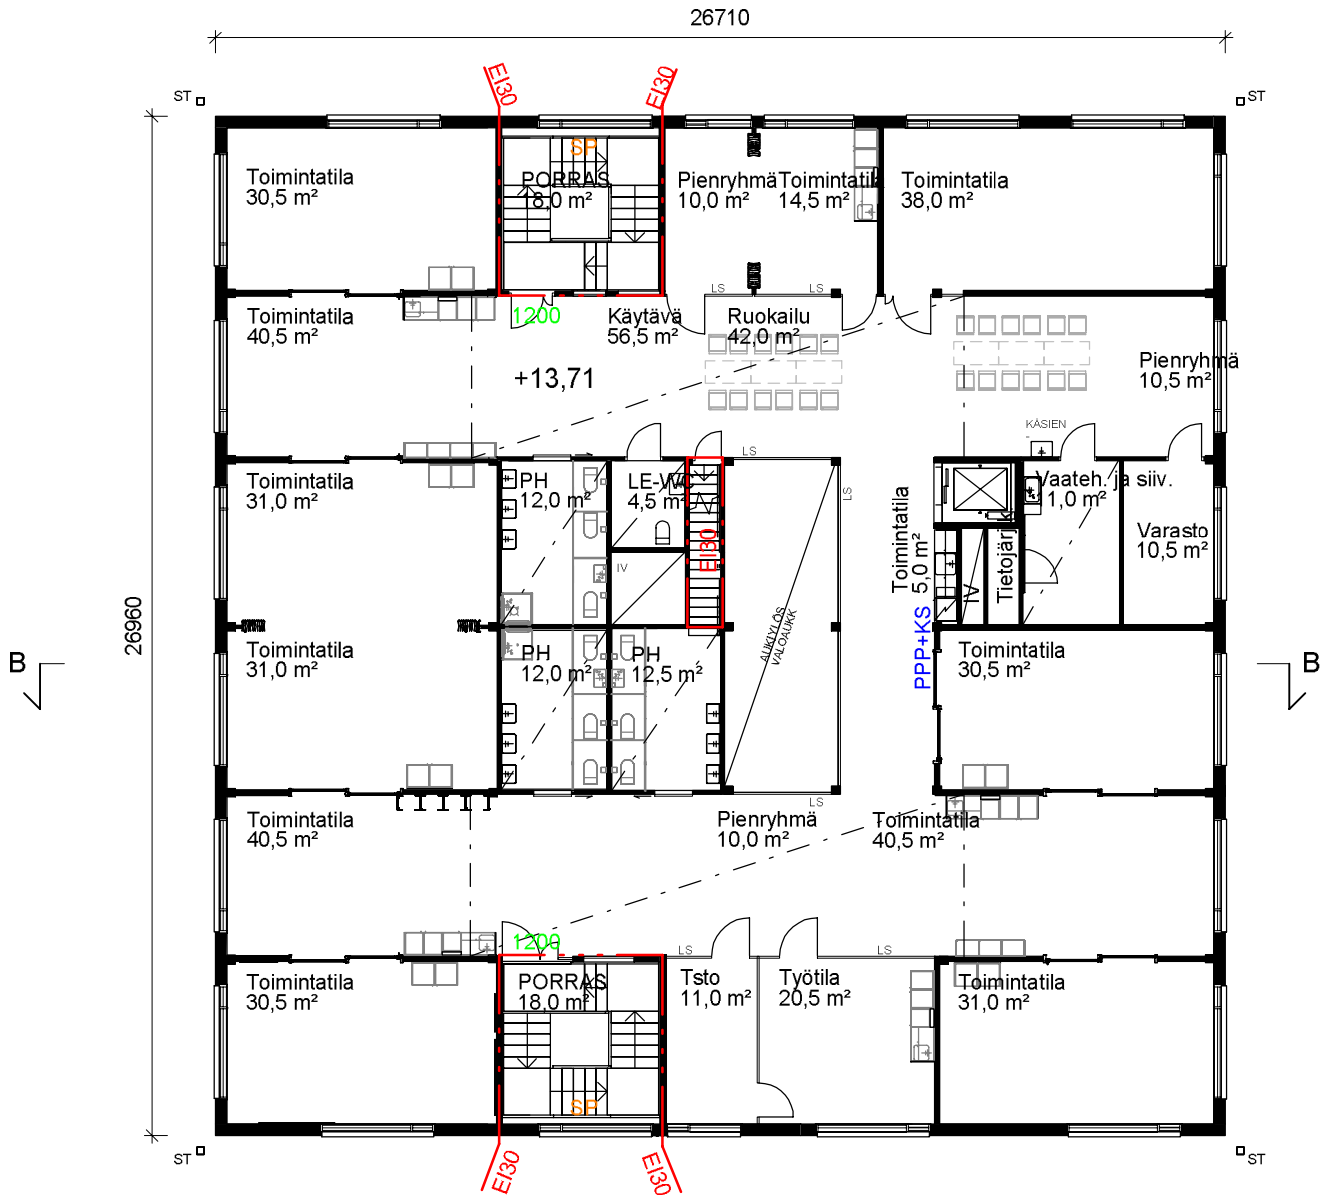 26710
EI30
EI30
ST
ST
SP
Toimintatila
30,5 m²
PORRAS
18,0 m²
Pienryhmä
10,0 m²
Toimintatila
14,5 m²
Toimintatila
38,0 m²
LS
LS
Toimintatila
40,5 m²
1200
Käytävä
56,5 m²
Ruokailu
42,0 m²
Pienryhmä
10,5 m²
+13,71
KÄSIEN
LS
Toimintatila
31,0 m²
PH
12,0 m²
LE-WC
4,5 m²
EI30
IV
LS
AUKI YLÖS
VALOAUKK
Toimintatila
5,0 m²
PPP+KS
IV
Vaateh. ja siiv.
Varasto
10,5 m²
26960
B
B
Toimintatila
31,0 m²
PH
12,0 m²
PH
12,5 m²
Toimintatila
30,5 m²
LS
Toimintatila
40,5 m²
Pienryhmä
10,0 m²
Toimintatila
40,5 m²
1200
LS
LS
Toimintatila
30,5 m²
PORRAS
18,0 m²
Tsto
11,0 m²
Työtila
20,5 m²
Toimintatila
31,0 m²
SP
ST
ST
EI30
EI30